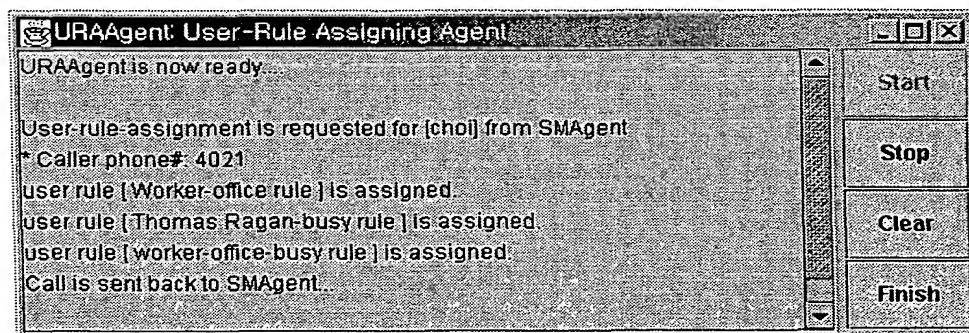 URAAgent: User-Rule Assigning Agent
URAAgent is now ready....
User-rule-assignment is requested for [choi] from SMAgent
* Caller phone#: 4021
user rule [ Worker-office rule ] is assigned.
user rule [ Thomas Ragan-busy rule ] is assigned.
user rule [ worker-office-busy rule ] is assigned.
Call is sent back to SMAgent...
Start
Stop
Clear
Finish